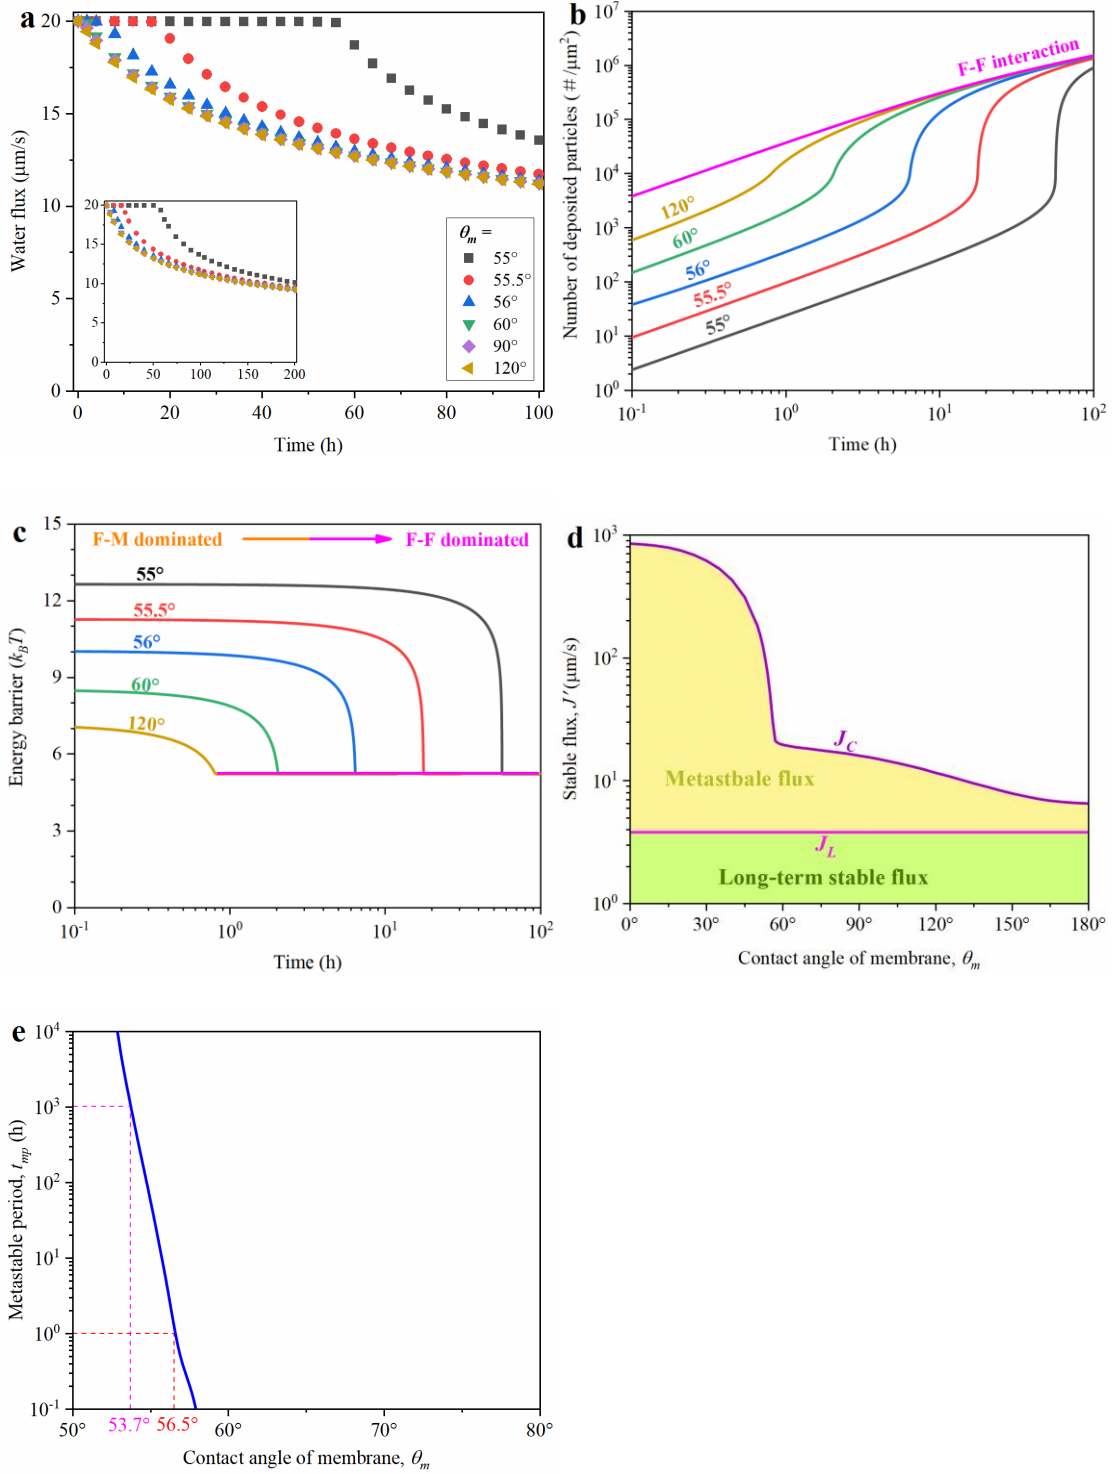 a
20
15
10
5
0
Water flux (μm/s)
20
15
10
5
0
0 50 100 150 200
θm =
55°
55.5°
56°
60°
90°
120°
0 20 40 60 80 100
Time (h)
b
10^7
10^6
10^5
10^4
10^3
10^2
10^1
10^0
Number of deposited particles (#/μm²)
F-F interaction
120°
60°
56°
55.5°
55°
10^-1 10^0 10^1 10^2
Time (h)
c
15
12
9
6
3
0
Energy barrier (kBT)
F-M dominated F-F dominated
55°
55.5°
56°
60°
120°
10^-1 10^0 10^1 10^2
Time (h)
d
10^3
10^2
10^1
10^0
Stable flux, J′(μm/s)
JC
Metastbale flux
JL
Long-term stable flux
0° 30° 60° 90° 120° 150° 180°
Contact angle of membrane, θm
e
10^4
10^3
10^2
10^1
10^0
10^-1
Metastable period, tmp (h)
50° 60° 70° 80°
53.7° 56.5°
Contact angle of membrane, θm